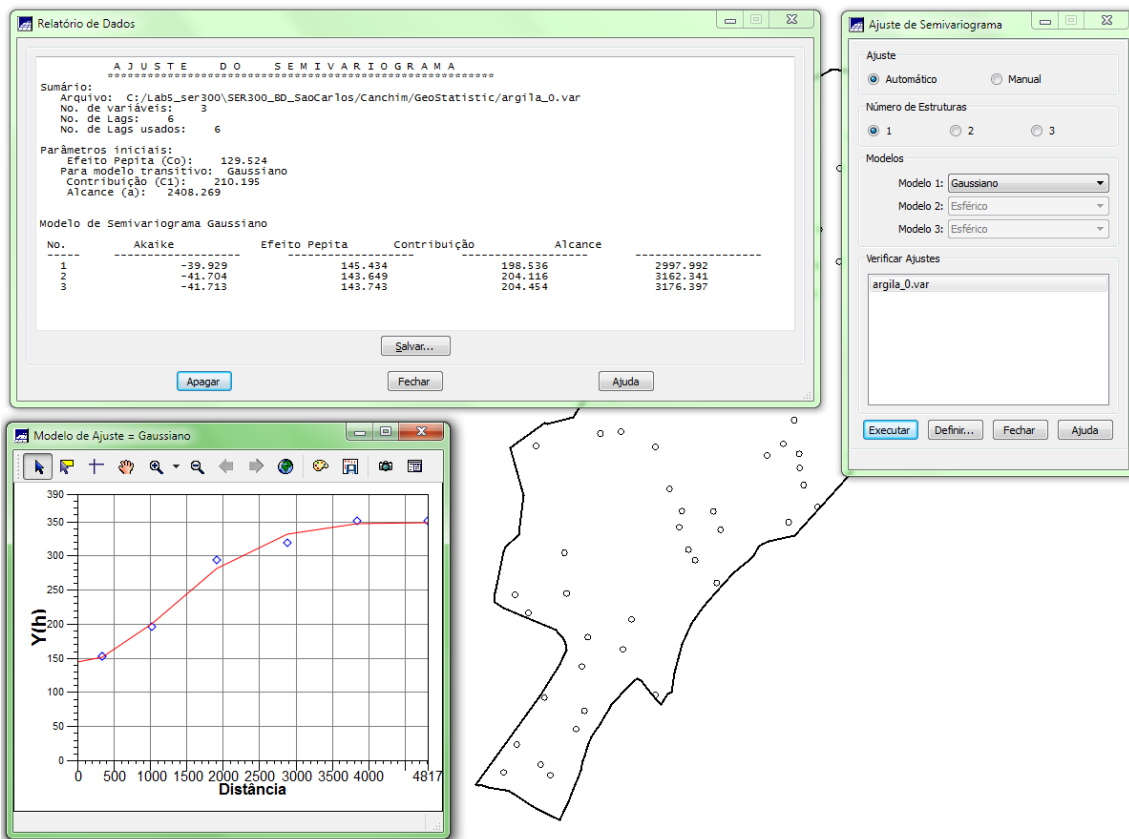 Relatório de Dados
A J U S T E   D O   S E M I V A R I O G R A M A
*********************************************************
Sumário:
Arquivo: C:/Lab5_ser300\SER300_BD_SaoCarlos/Canchim/GeoStatistic/argila_0.var
No. de variáveis: 3
No. de Lags: 6
No. de Lags usados: 6
Parâmetros iniciais:
Efeito Pepita (Co): 129.524
Para modelo transitivo: Gaussiano
Contribuição (C1): 210.195
Alcance (a): 2408.269
Modelo de Semivariograma Gaussiano
No. Akaike Efeito Pepita Contribuição Alcance
----- ------------------- ------------------- ------------------- -------------------
1 -39.929 145.434 198.536 2997.992
2 -41.704 143.649 204.116 3162.341
3 -41.713 143.743 204.454 3176.397
Salvar...
Apagar Fechar Ajuda
Ajuste de Semivariograma
Ajuste
Automático Manual
Número de Estruturas
1 2 3
Modelos
Modelo 1: Gaussiano
Modelo 2: Esférico
Modelo 3: Esférico
Verificar Ajustes
argila_0.var
Executar Definir... Fechar Ajuda
Modelo de Ajuste = Gaussiano
390
350
300
250
200
150
100
50
0
Y(h)
0 500 1000 1500 2000 2500 3000 3500 4000 4817
Distância